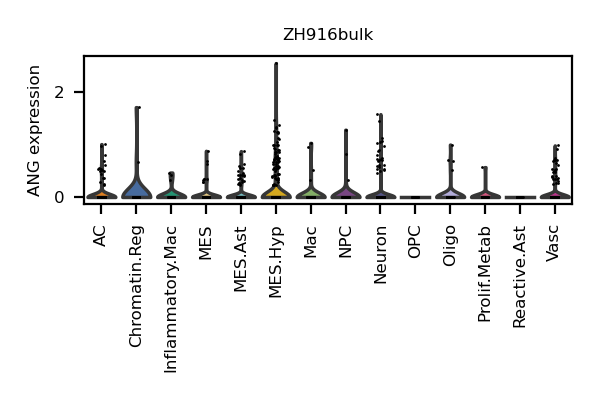 ZH916bulk
ANG expression
2
0
AC
Chromatin.Reg
Inflammatory.Mac
MES
MES.Ast
MES.Hyp
Mac
NPC
Neuron
OPC
Oligo
Prolif.Metab
Reactive.Ast
Vasc